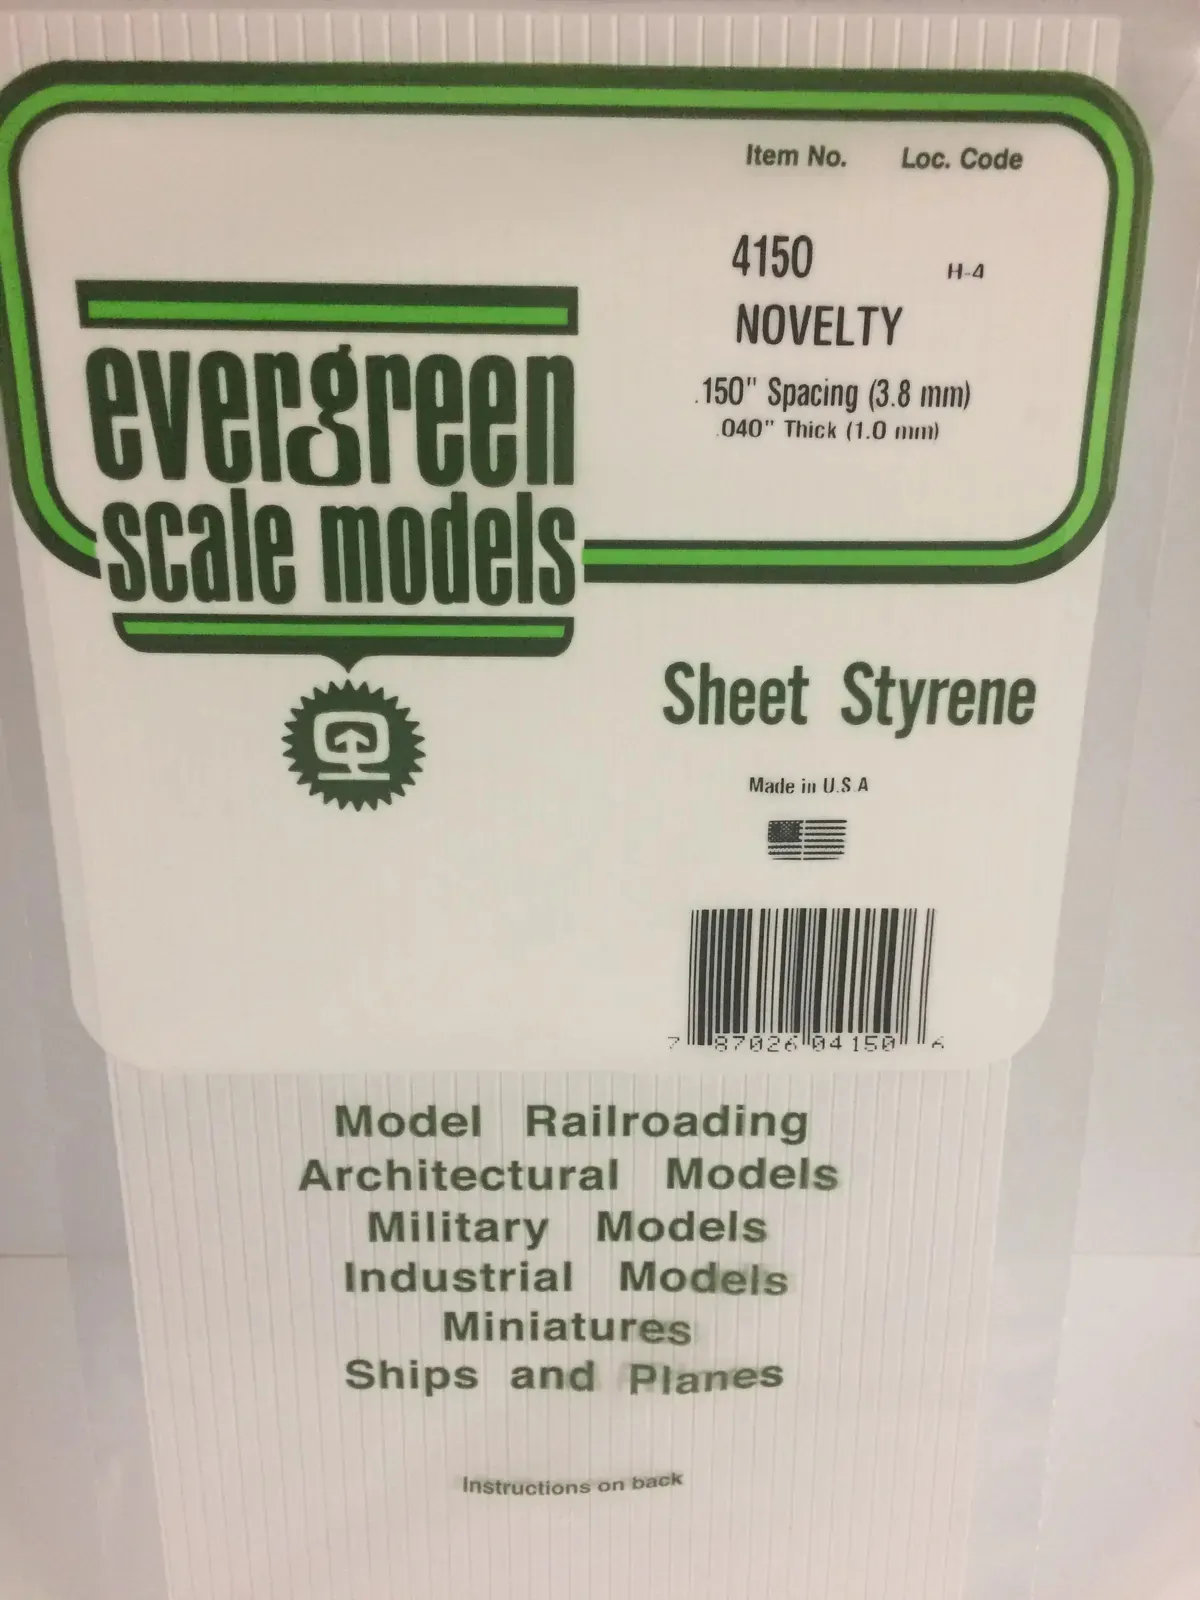 Item No. Loc. Code
4150 H-4
NOVELTY
.150" Spacing (3.8 mm)
.040" Thick (1.0 mm)
evergreen
scale models
Sheet Styrene
Made in U.S.A
7 87026 04150 6
Model Railroading
Architectural Models
Military Models
Industrial Models
Miniatures
Ships and Planes
Instructions on back